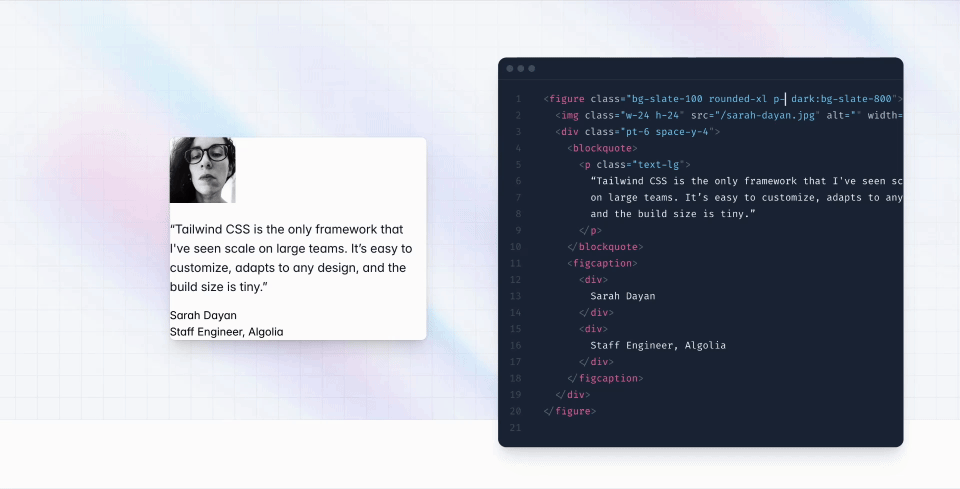 “Tailwind CSS is the only framework that
I've seen scale on large teams. It’s easy to
customize, adapts to any design, and the
build size is tiny.”
Sarah Dayan
Staff Engineer, Algolia
1 <figure class="bg-slate-100 rounded-xl p- dark:bg-slate-800">
2 <img class="w-24 h-24" src="/sarah-dayan.jpg" alt="" width=
3 <div class="pt-6 space-y-4">
4 <blockquote>
5 <p class="text-lg">
6 “Tailwind CSS is the only framework that I've seen sc
7 on large teams. It’s easy to customize, adapts to any
8 and the build size is tiny.”
9 </p>
10 </blockquote>
11 <figcaption>
12 <div>
13 Sarah Dayan
14 </div>
15 <div>
16 Staff Engineer, Algolia
17 </div>
18 </figcaption>
19 </div>
20 </figure>
21